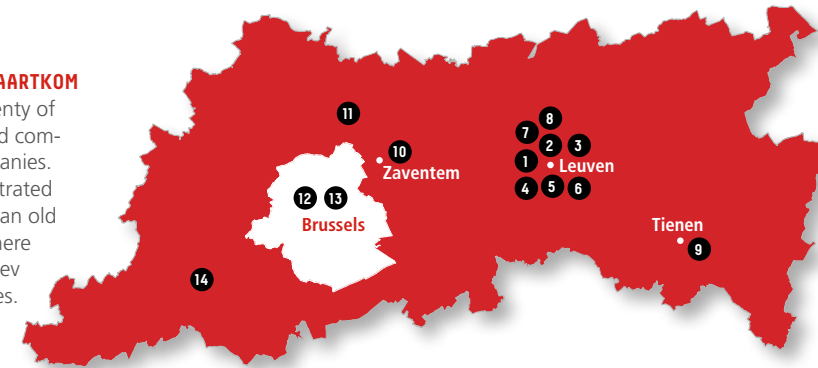 AARTKOM
enty of
d com-
anies.
trated
an old
here
ev
es.
11
8
7
2
3
10
1
Leuven
Zaventem
4
5
6
12
13
Brussels
Tienen
9
14